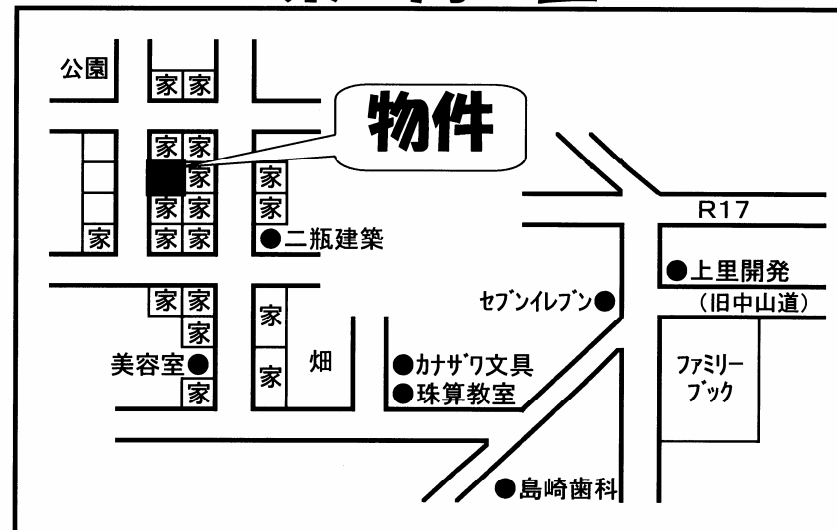 公園
家家
物件
家家
家
家
家家
家
家家
家
家
●二瓶建築
R17
●上里開発
(旧中山道)
セブンイレブン●
家家
家
家
美容室●
家
家
畑
●カナザワ文具
●珠算教室
ファミリー
ブック
●島崎歯科